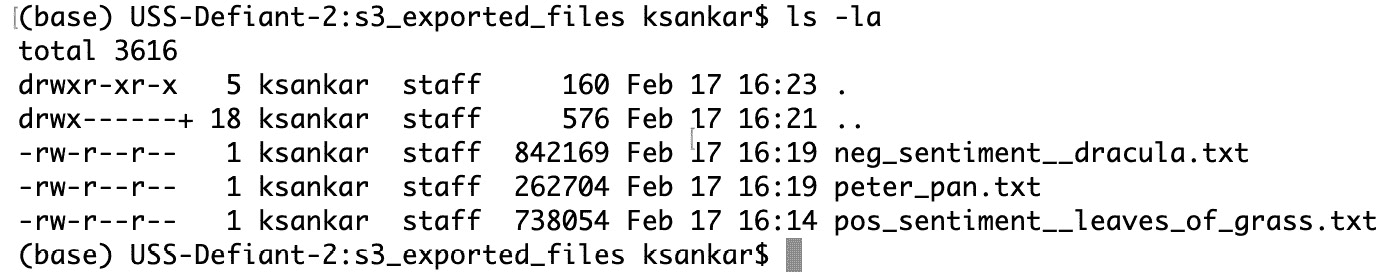 (base) USS-Defiant-2:s3_exported_files ksankar$ ls -la
total 3616
drwxr-xr-x   5 ksankar  staff     160 Feb 17 16:23 .
drwx------+ 18 ksankar  staff     576 Feb 17 16:21 ..
-rw-r--r--   1 ksankar  staff  842169 Feb 17 16:19 neg_sentiment__dracula.txt
-rw-r--r--   1 ksankar  staff  262704 Feb 17 16:19 peter_pan.txt
-rw-r--r--   1 ksankar  staff  738054 Feb 17 16:14 pos_sentiment__leaves_of_grass.txt
(base) USS-Defiant-2:s3_exported_files ksankar$